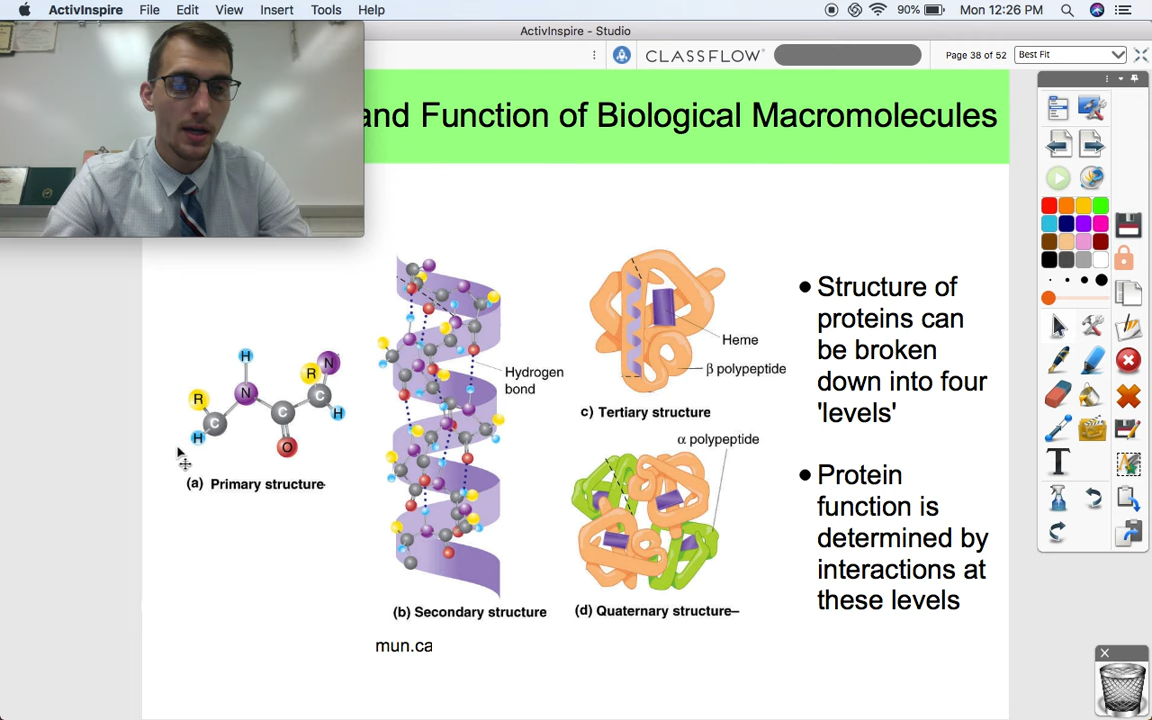 ActivInspire File Edit View Insert Tools Help 90% Mon 12:26 PM
ActivInspire - Studio
CLASSFLOW Page 38 of 52 Best Fit
and Function of Biological Macromolecules
H
N
R
R
N
C
C
C
H
H
O
(a) Primary structure-
Hydrogen
bond
(b) Secondary structure
Heme
β polypeptide
c) Tertiary structure
α polypeptide
(d) Quaternary structure–
• Structure of
proteins can
be broken
down into four
'levels'
• Protein
function is
determined by
interactions at
these levels
mun.ca
T